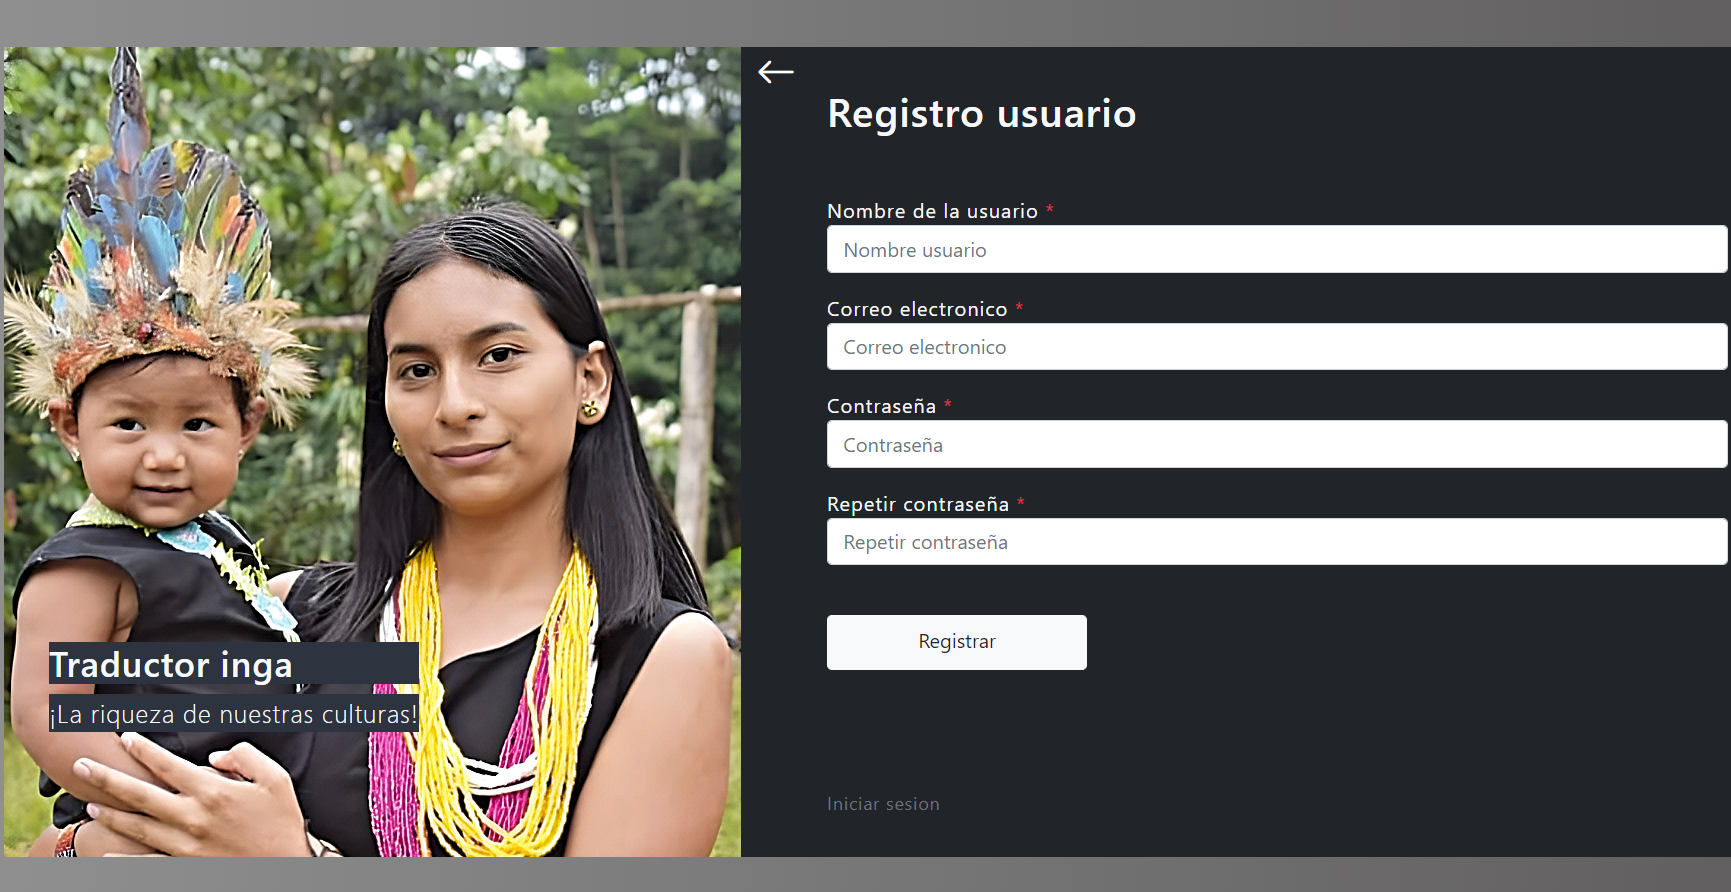 Registro usuario
Nombre de la usuario *
Nombre usuario
Correo electronico *
Correo electronico
Contraseña *
Contraseña
Repetir contraseña *
Repetir contraseña
Registrar
Iniciar sesion
Traductor inga
¡La riqueza de nuestras culturas!